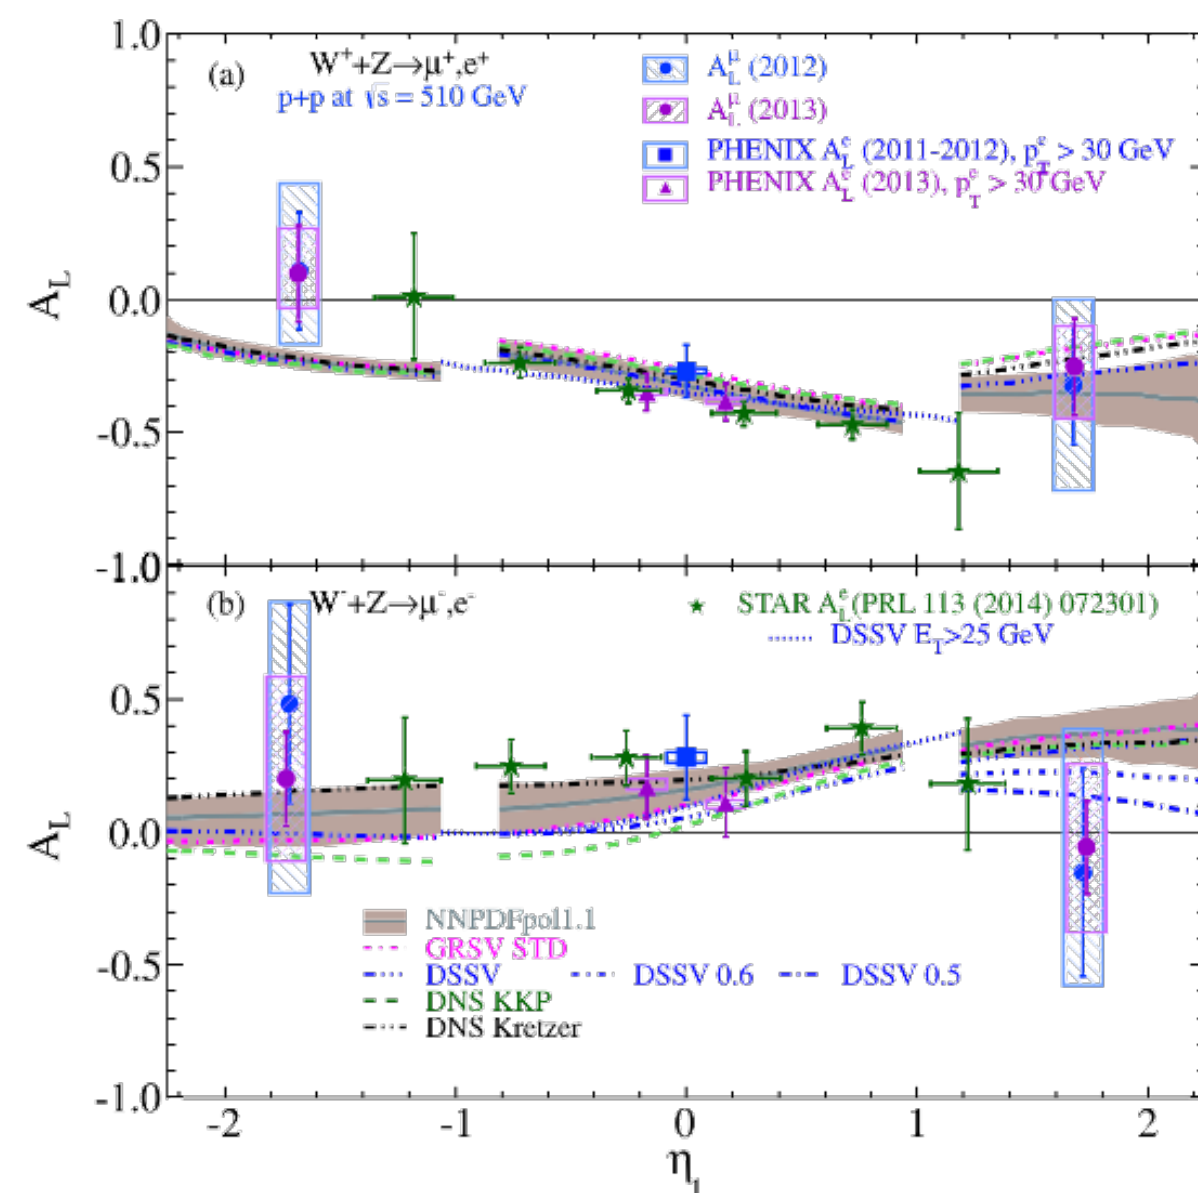 1.0
(a)
W⁺+Z→μ⁺,e⁺
p+p at √s = 510 GeV
A_L^μ (2012)
A_L^μ (2013)
PHENIX A_L^e (2011-2012), p_T^e > 30 GeV
PHENIX A_L^e (2013), p_T^e > 30 GeV
0.5
A_L
0.0
-0.5
-1.0
(b)
W⁻+Z→μ⁻,e⁻
STAR A_L^e (PRL 113 (2014) 072301)
DSSV E_T>25 GeV
0.5
A_L
0.0
NNPDFpol1.1
GRSV STD
DSSV DSSV 0.6 DSSV 0.5
DNS KKP
DNS Kretzer
-0.5
-1.0
-2 -1 0 1 2
η